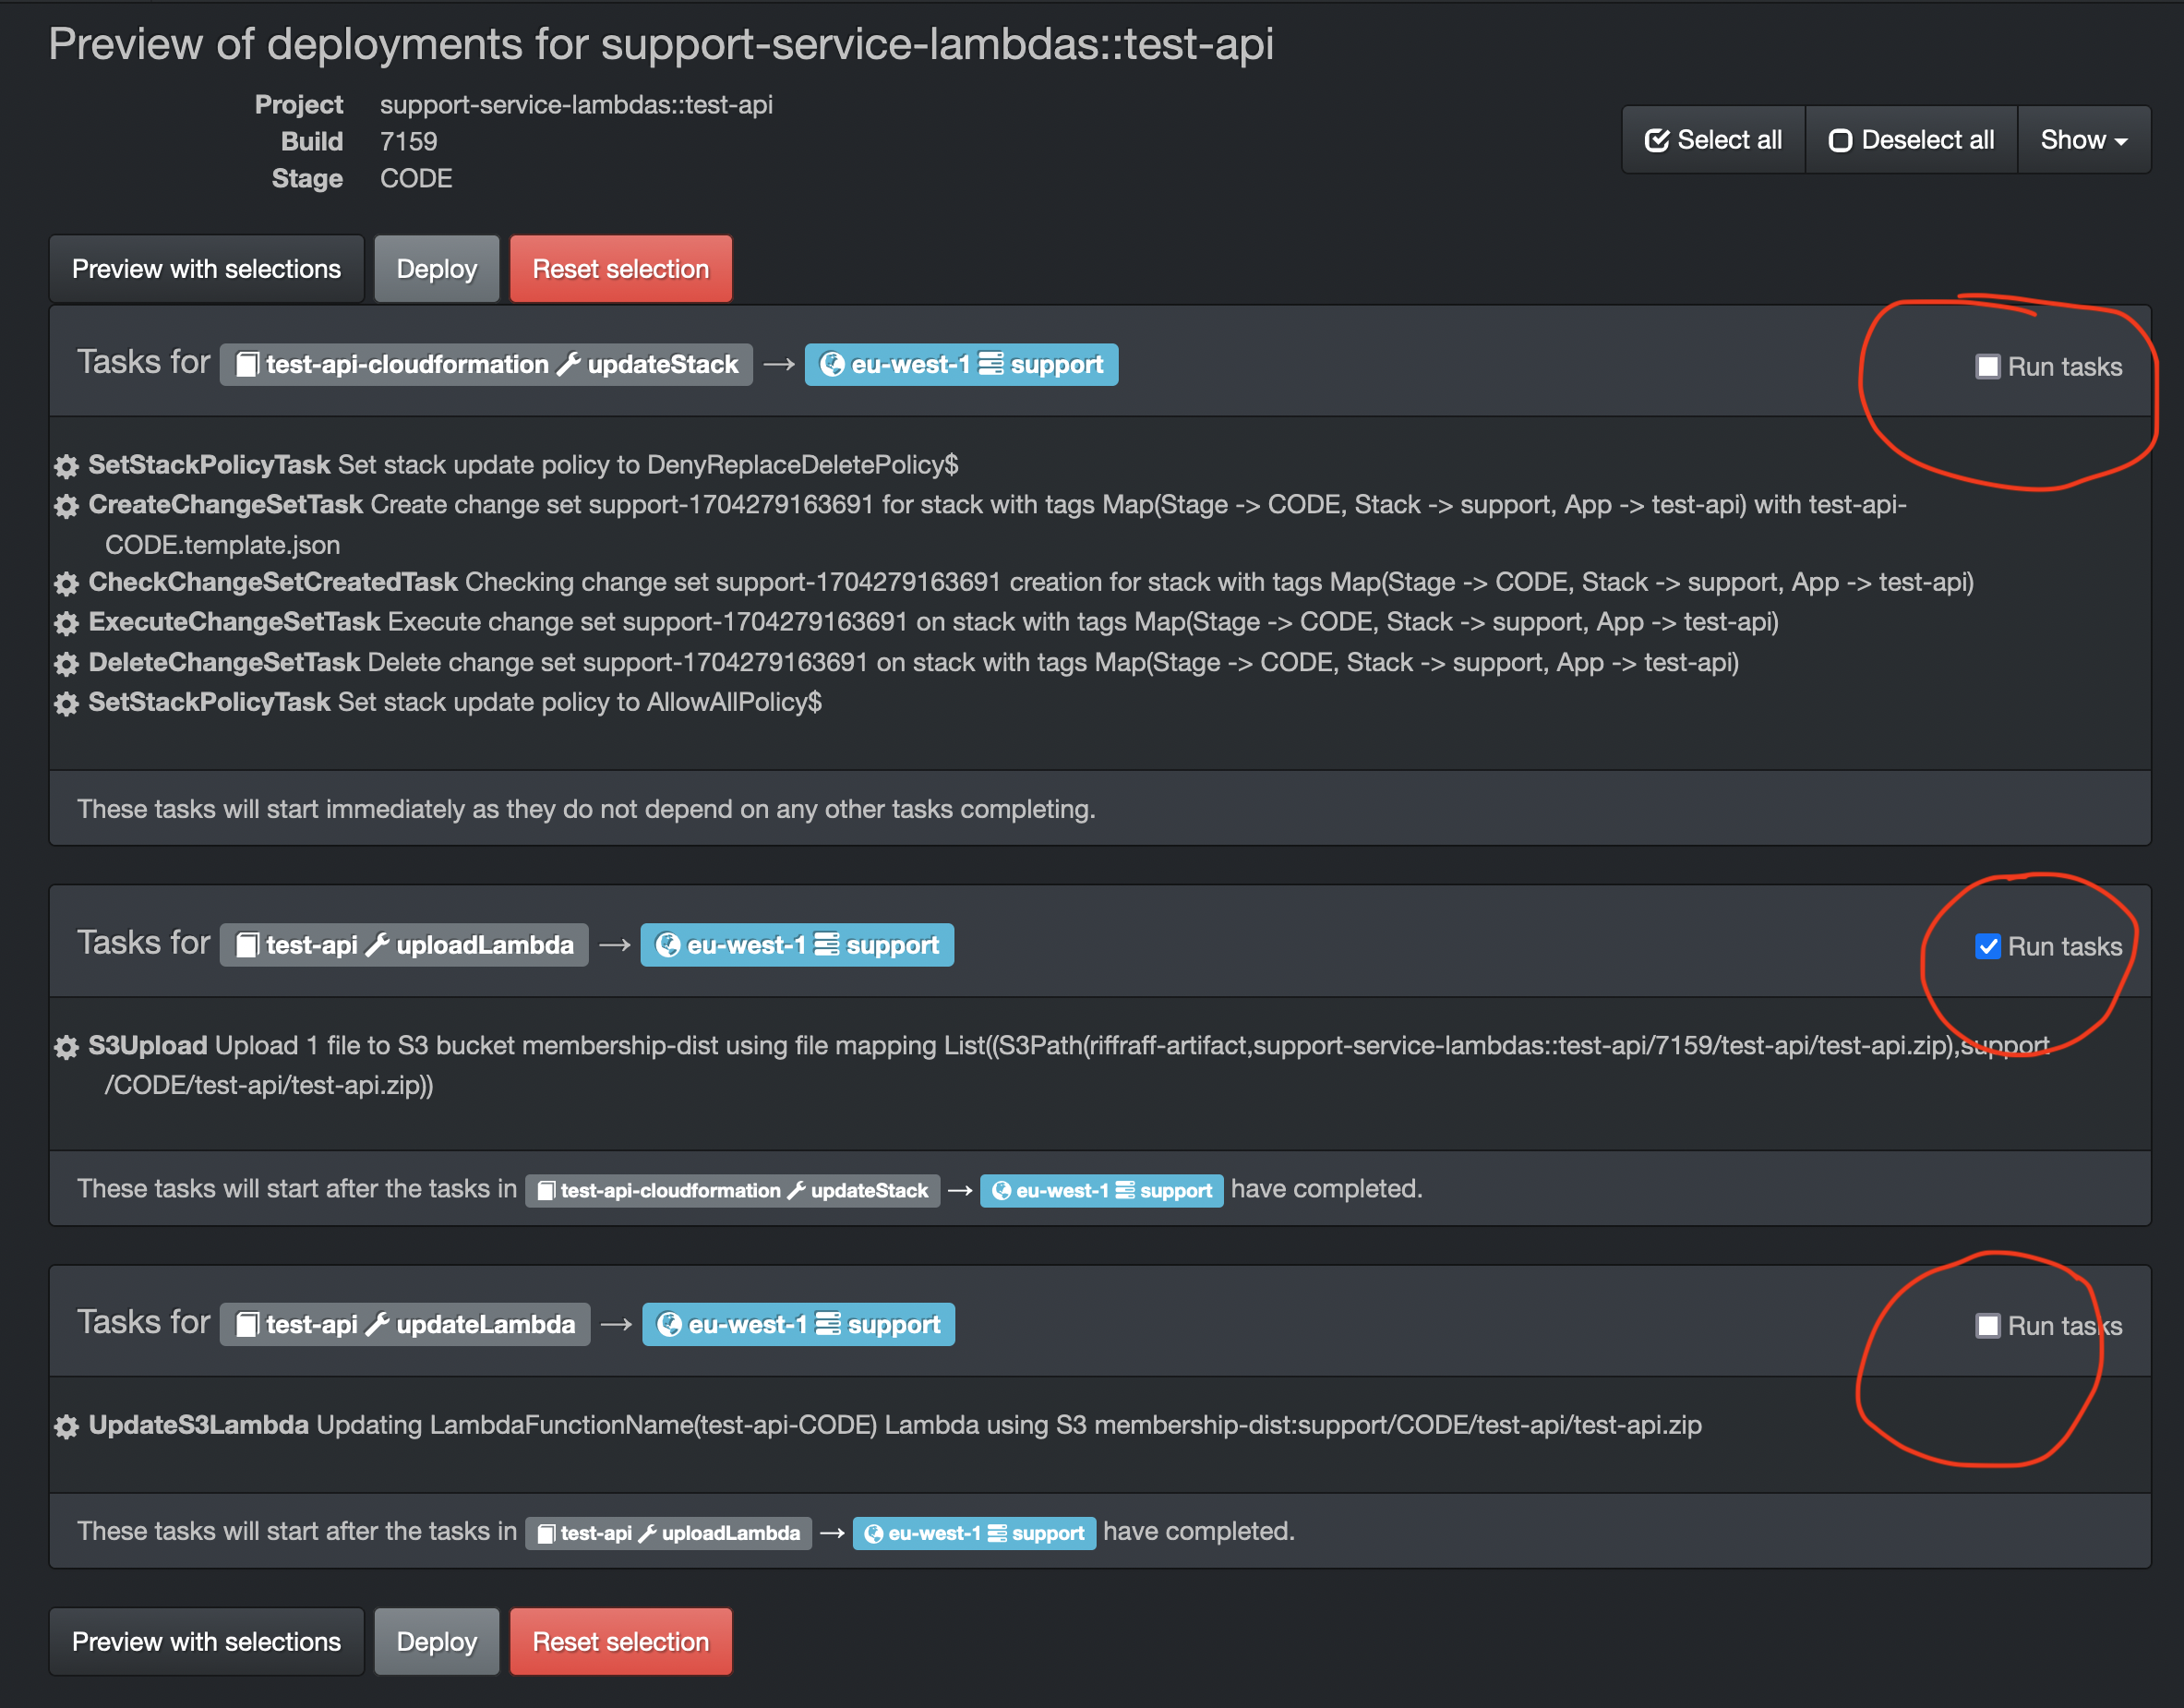 Preview of deployments for support-service-lambdas::test-api
Project support-service-lambdas::test-api
Build 7159
Stage CODE
Select all Deselect all Show
Preview with selections Deploy Reset selection
Tasks for test-api-cloudformation updateStack → eu-west-1 support Run tasks
SetStackPolicyTask Set stack update policy to DenyReplaceDeletePolicy$
CreateChangeSetTask Create change set support-1704279163691 for stack with tags Map(Stage -> CODE, Stack -> support, App -> test-api) with test-api-
CODE.template.json
CheckChangeSetCreatedTask Checking change set support-1704279163691 creation for stack with tags Map(Stage -> CODE, Stack -> support, App -> test-api)
ExecuteChangeSetTask Execute change set support-1704279163691 on stack with tags Map(Stage -> CODE, Stack -> support, App -> test-api)
DeleteChangeSetTask Delete change set support-1704279163691 on stack with tags Map(Stage -> CODE, Stack -> support, App -> test-api)
SetStackPolicyTask Set stack update policy to AllowAllPolicy$
These tasks will start immediately as they do not depend on any other tasks completing.
Tasks for test-api uploadLambda → eu-west-1 support Run tasks
S3Upload Upload 1 file to S3 bucket membership-dist using file mapping List((S3Path(riffraff-artifact,support-service-lambdas::test-api/7159/test-api/test-api.zip),support
/CODE/test-api/test-api.zip))
These tasks will start after the tasks in test-api-cloudformation updateStack → eu-west-1 support have completed.
Tasks for test-api updateLambda → eu-west-1 support Run tasks
UpdateS3Lambda Updating LambdaFunctionName(test-api-CODE) Lambda using S3 membership-dist:support/CODE/test-api/test-api.zip
These tasks will start after the tasks in test-api uploadLambda → eu-west-1 support have completed.
Preview with selections Deploy Reset selection